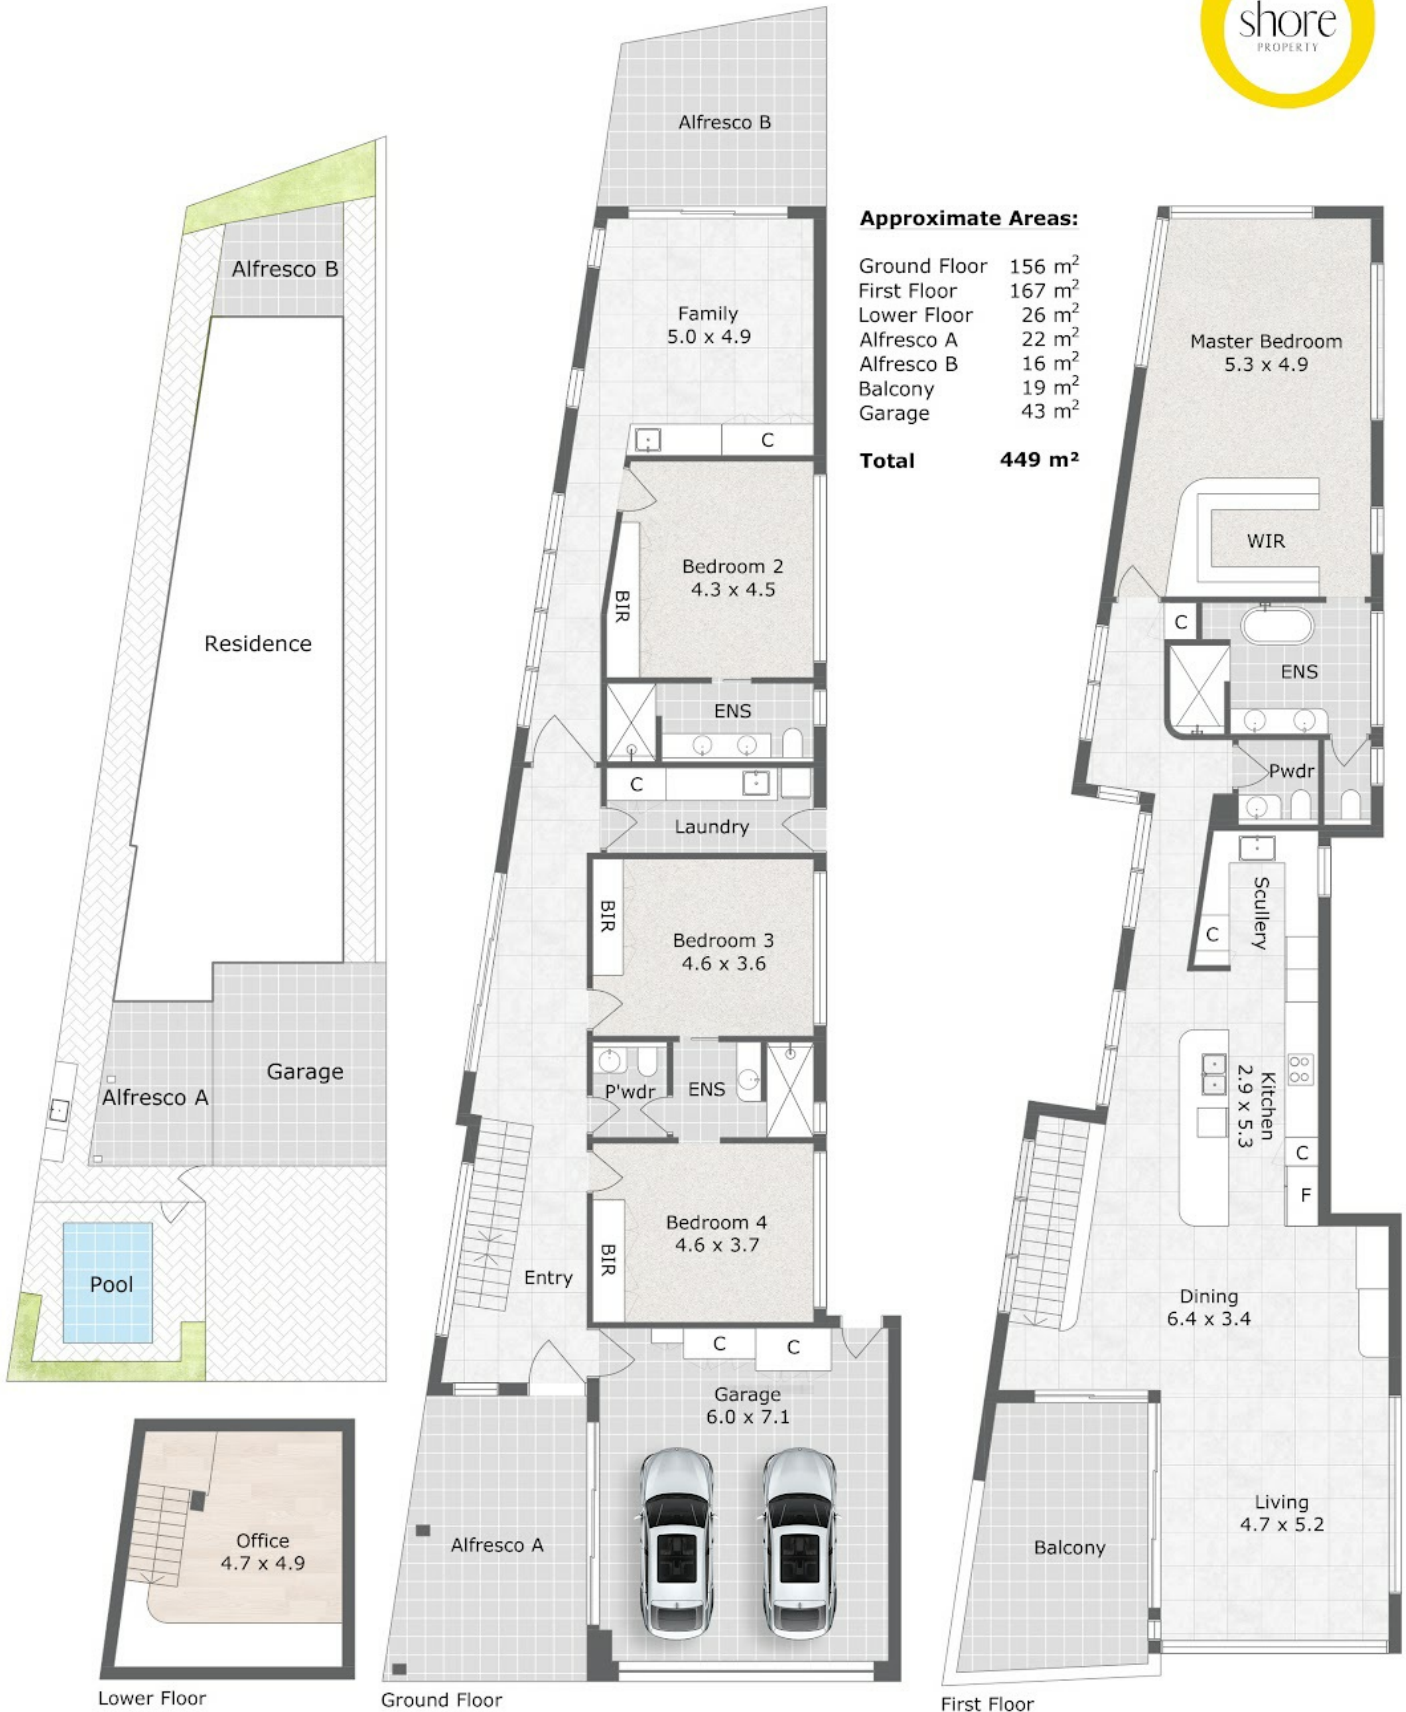 shore
PROPERTY
Alfresco B
Residence
Alfresco A
Garage
Pool
Office
4.7 x 4.9
Lower Floor
Alfresco B
Family
5.0 x 4.9
C
Bedroom 2
4.3 x 4.5
BIR
ENS
C
Laundry
BIR
Bedroom 3
4.6 x 3.6
P'wdr
ENS
Bedroom 4
4.6 x 3.7
BIR
Entry
C
C
Garage
6.0 x 7.1
Alfresco A
Ground Floor
Approximate Areas:
Ground Floor 156 m²
First Floor 167 m²
Lower Floor 26 m²
Alfresco A 22 m²
Alfresco B 16 m²
Balcony 19 m²
Garage 43 m²
Total 449 m²
Master Bedroom
5.3 x 4.9
WIR
C
ENS
Pwdr
Scullery
C
Kitchen
2.9 x 5.3
C
F
Dining
6.4 x 3.4
Living
4.7 x 5.2
Balcony
First Floor